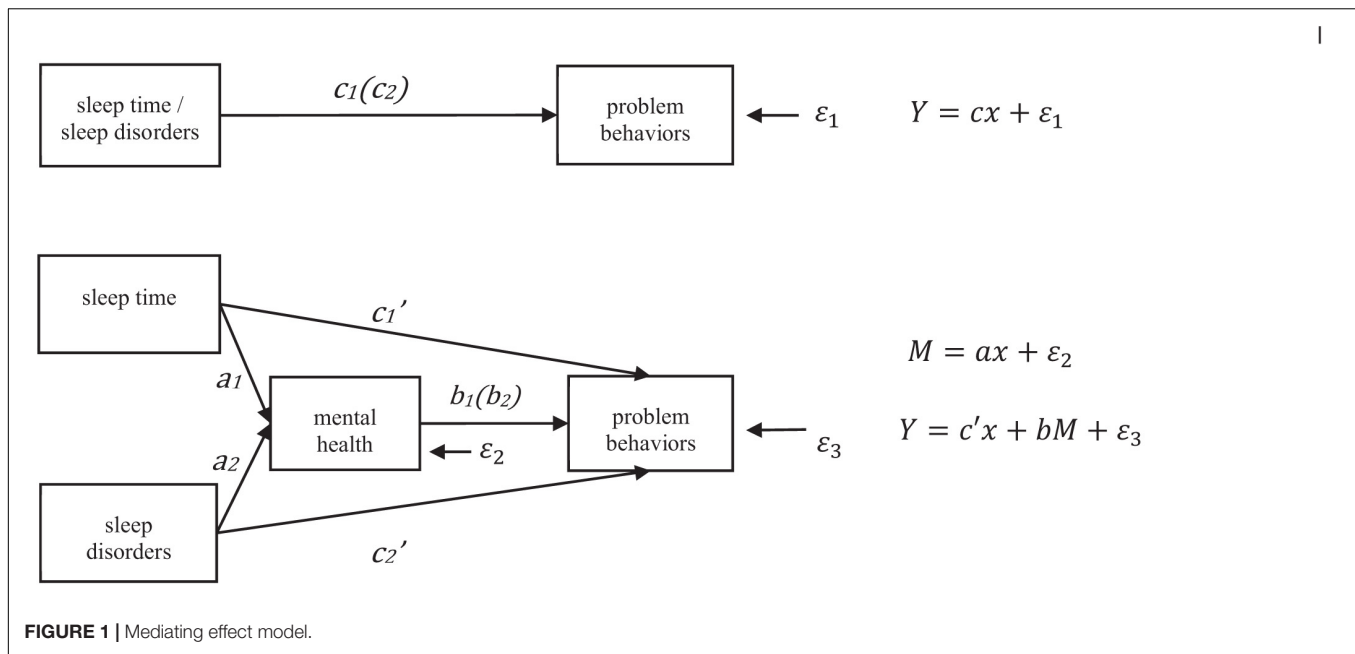 |
c₁(c₂)
sleep time /
sleep disorders
problem
behaviors
ε₁
Y = cx + ε₁
sleep time
c₁’
M = ax + ε₂
a₁
b₁(b₂)
mental
health
problem
behaviors
ε₂
ε₃
Y = c′x + bM + ε₃
a₂
sleep
disorders
c₂’
FIGURE 1 | Mediating effect model.